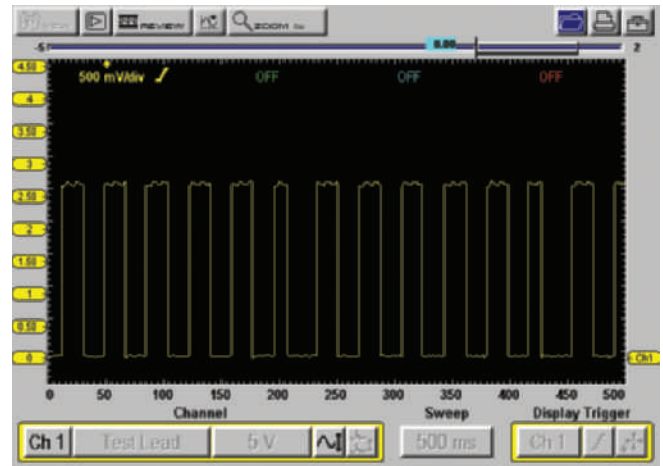 REVIEW ZOOM
-5 0.00 2
4.50 500 mV/div OFF OFF OFF
4
3.50
3
2.50
2
1.50
1
0.50
0 Ch1
0 50 100 150 200 250 300 350 400 450 500
Channel Sweep Display Trigger
Ch 1 Test Lead 5 V 500 ms Ch 1